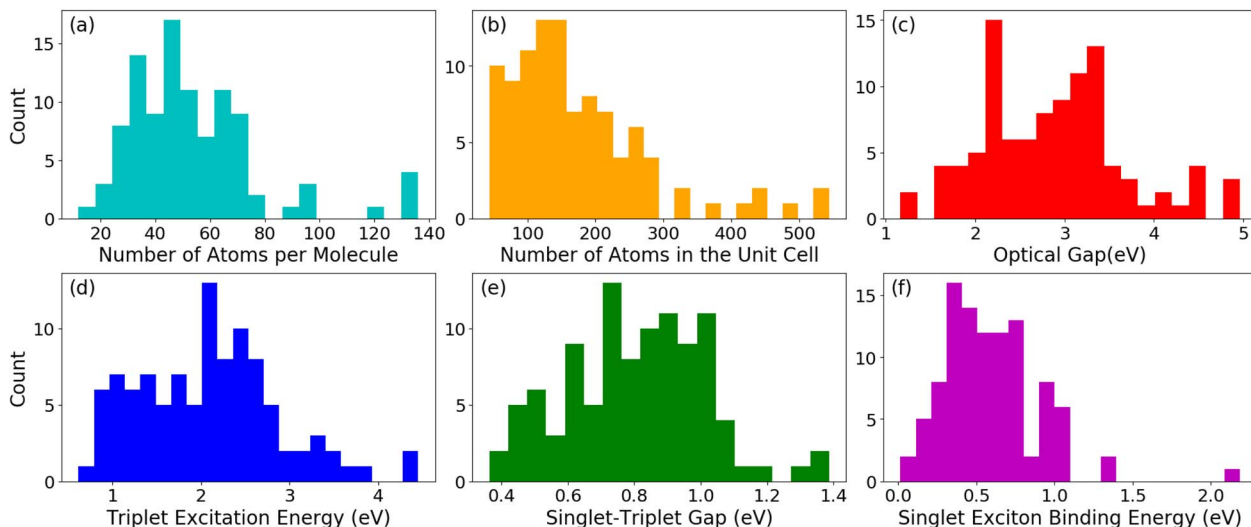 (a)
15
10
5
0
Count
20 40 60 80 100 120 140
Number of Atoms per Molecule
(b)
10
5
0
100 200 300 400 500
Number of Atoms in the Unit Cell
(c)
15
10
5
0
1 2 3 4 5
Optical Gap(eV)
(d)
10
5
0
Count
1 2 3 4
Triplet Excitation Energy (eV)
(e)
10
5
0
0.4 0.6 0.8 1.0 1.2 1.4
Singlet-Triplet Gap (eV)
(f)
15
10
5
0
0.0 0.5 1.0 1.5 2.0
Singlet Exciton Binding Energy (eV)